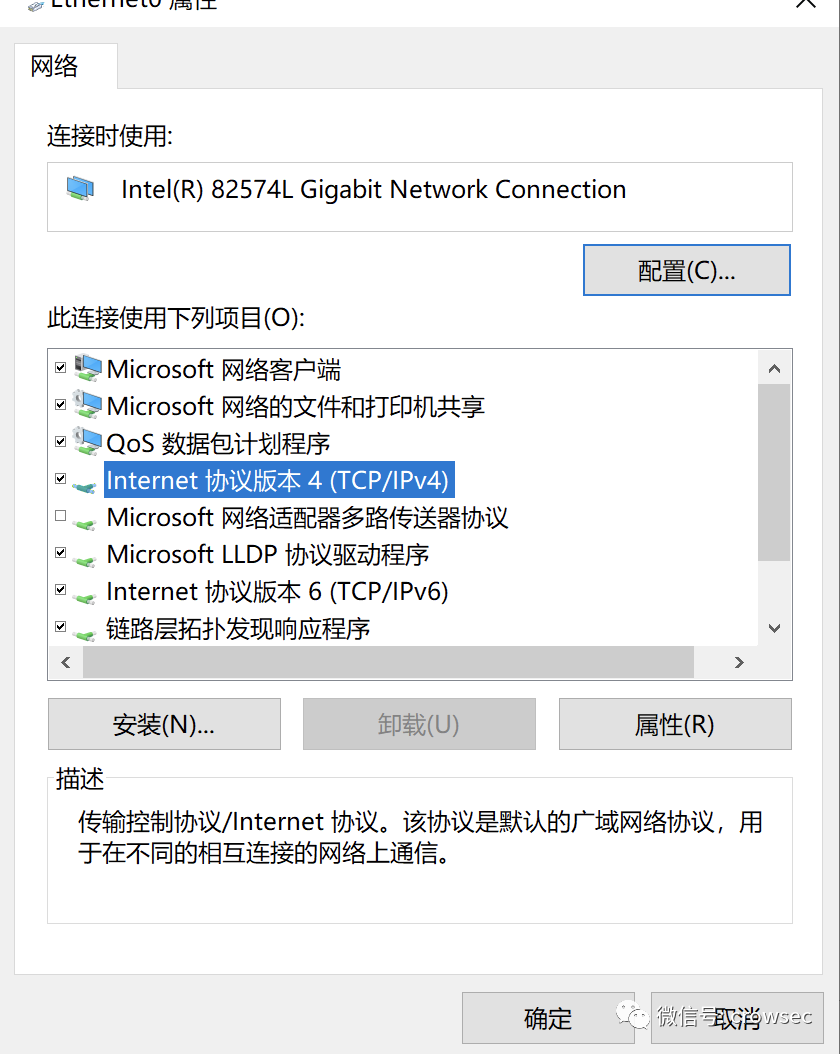 Ethernet0 属性
网络
连接时使用:
Intel(R) 82574L Gigabit Network Connection
配置(C)...
此连接使用下列项目(O):
Microsoft 网络客户端
Microsoft 网络的文件和打印机共享
QoS 数据包计划程序
Internet 协议版本 4 (TCP/IPv4)
Microsoft 网络适配器多路传送器协议
Microsoft LLDP 协议驱动程序
Internet 协议版本 6 (TCP/IPv6)
链路层拓扑发现响应程序
安装(N)...
卸载(U)
属性(R)
描述
传输控制协议/Internet 协议。该协议是默认的广域网络协议，用
于在不同的相互连接的网络上通信。
确定
取消
微信号: crowsec